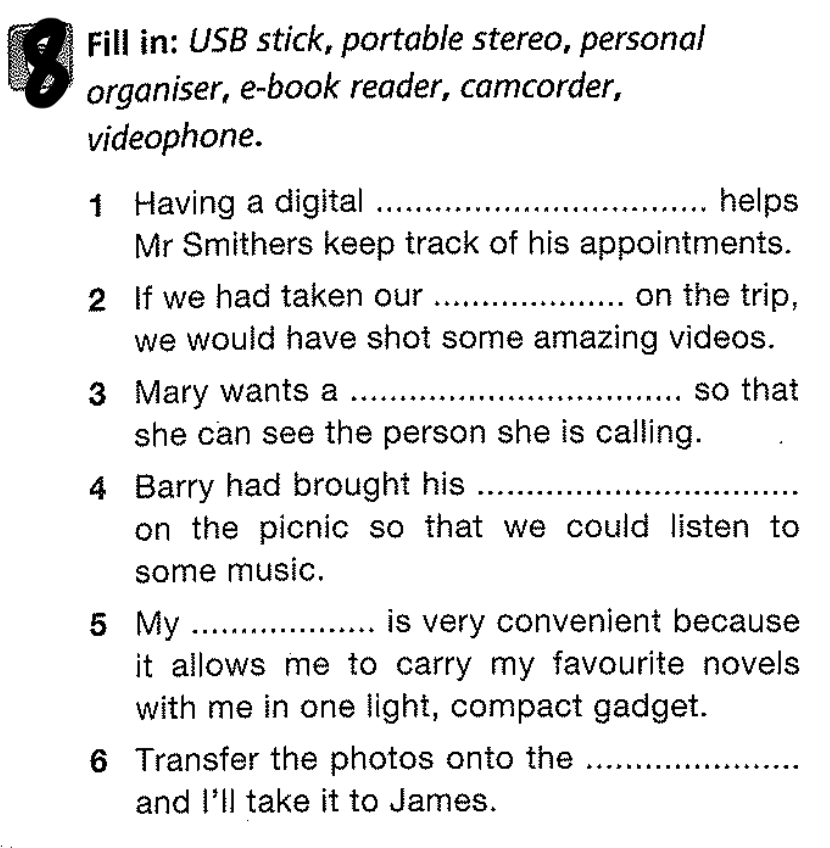 8 Fill in: USB stick, portable stereo, personal
organiser, e-book reader, camcorder,
videophone.
1 Having a digital .................................. helps
Mr Smithers keep track of his appointments.
2 If we had taken our .................... on the trip,
we would have shot some amazing videos.
3 Mary wants a .................................. so that
she can see the person she is calling.
4 Barry had brought his .................................
on the picnic so that we could listen to
some music.
5 My ................... is very convenient because
it allows me to carry my favourite novels
with me in one light, compact gadget.
6 Transfer the photos onto the ......................
and I'll take it to James.